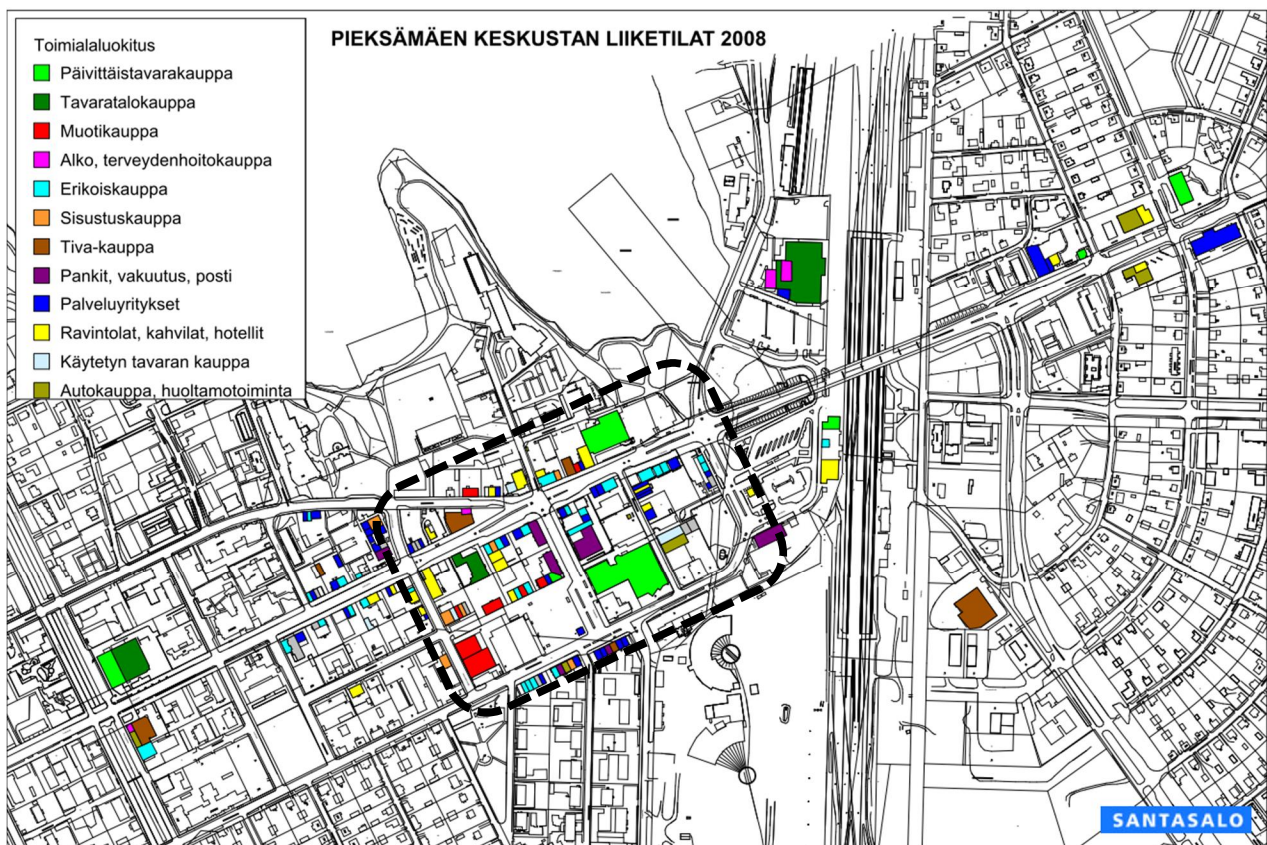 PIEKSÄMÄEN KESKUSTAN LIIKETILAT 2008
Toimialaluokitus
Päivittäistavarakauppa
Tavaratalokauppa
Muotikauppa
Alko, terveydenhoitokauppa
Erikoiskauppa
Sisustuskauppa
Tiva-kauppa
Pankit, vakuutus, posti
Palveluyritykset
Ravintolat, kahvilat, hotellit
Käytetyn tavaran kauppa
Autokauppa, huoltamotoiminta
SANTASALO